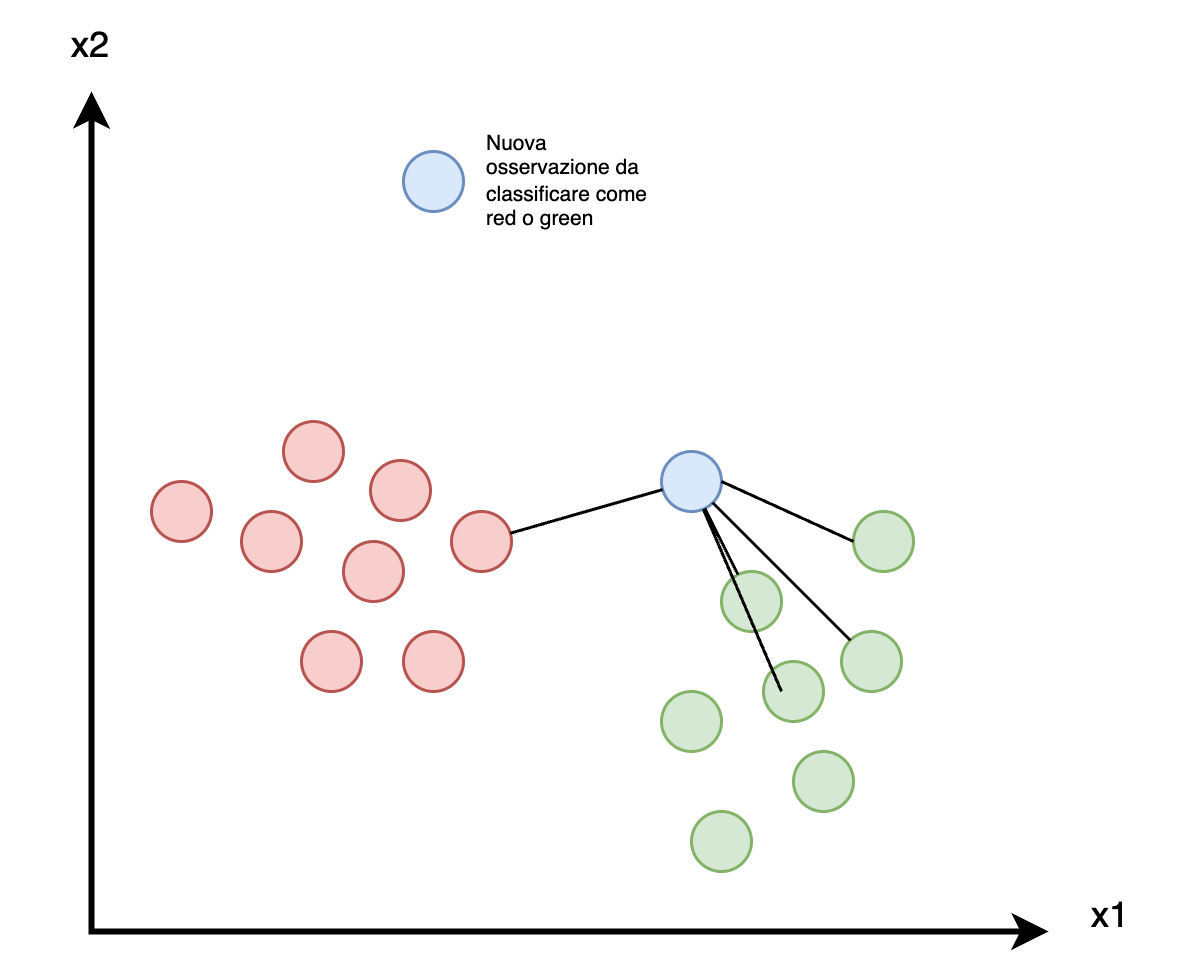 x2
Nuova
osservazione da
classificare come
red o green
x1